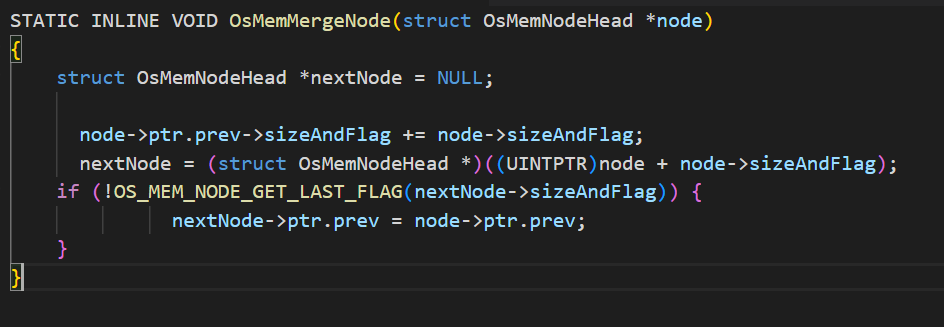 STATIC INLINE VOID OsMemMergeNode(struct OsMemNodeHead *node)
{
    struct OsMemNodeHead *nextNode = NULL;

      node->ptr.prev->sizeAndFlag += node->sizeAndFlag;
      nextNode = (struct OsMemNodeHead *)((UINTPTR)node + node->sizeAndFlag);
    if (!OS_MEM_NODE_GET_LAST_FLAG(nextNode->sizeAndFlag)) {
              nextNode->ptr.prev = node->ptr.prev;
    }
}